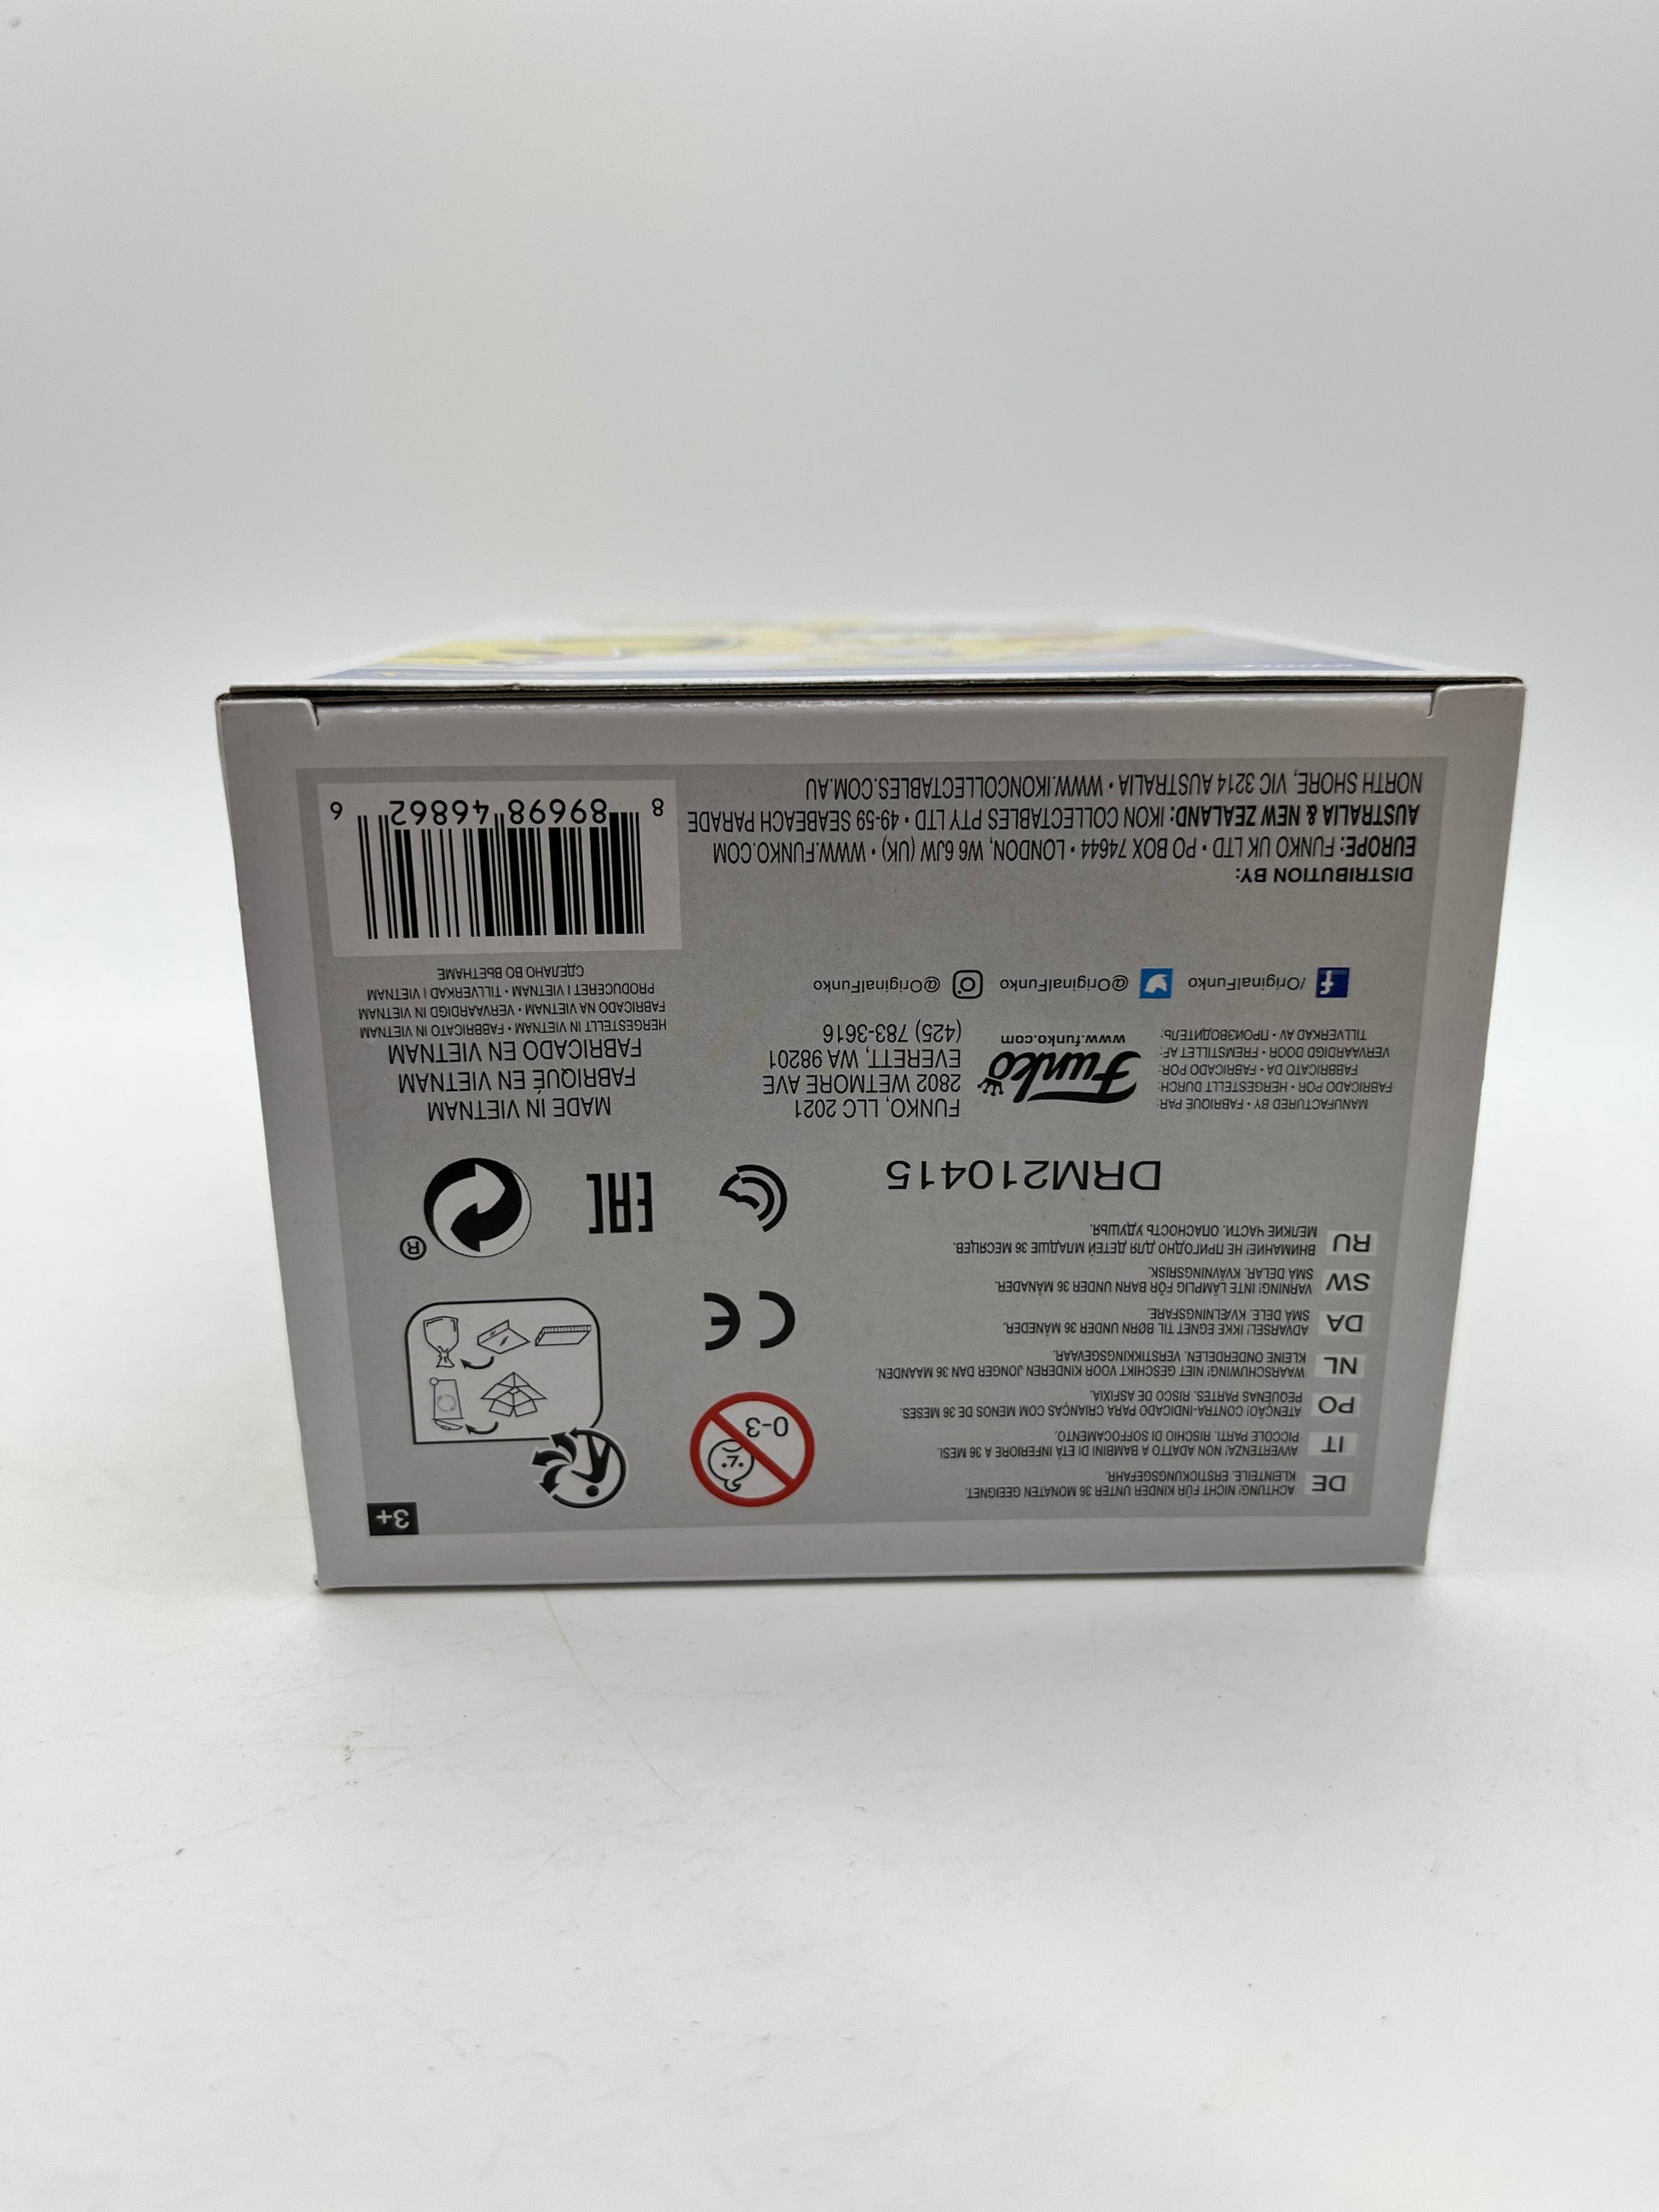 3+
DE
ACHTUNG! NICHT FÜR KINDER UNTER 36 MONATEN GEEIGNET.
KLEINTEILE. ERSTICKUNGSGEFAHR.
IT
AVVERTENZA! NON ADATTO A BAMBINI DI ETÀ INFERIORE A 36 MESI.
PICCOLE PARTI. RISCHIO DI SOFFOCAMENTO.
PO
ATENÇÃO! CONTRA-INDICADO PARA CRIANÇAS COM MENOS DE 36 MESES.
PEQUENAS PARTES. RISCO DE ASFIXIA.
NL
WAARSCHUWING! NIET GESCHIKT VOOR KINDEREN JONGER DAN 36 MAANDEN.
KLEINE ONDERDELEN. VERSTIKKINGSGEVAAR.
DA
ADVARSEL! IKKE EGNET TIL BØRN UNDER 36 MÅNEDER.
SMÅ DELE. KVÆLNINGSFARE.
SW
VARNING! INTE LÄMPLIG FÖR BARN UNDER 36 MÅNADER.
SMÅ DELAR. KVÄVNINGSRISK.
RU
ВНИМАНИЕ! НЕ ПРИГОДНО ДЛЯ ДЕТЕЙ МЛАДШЕ 36 МЕСЯЦЕВ.
МЕЛКИЕ ЧАСТИ. ОПАСНОСТЬ УДУШЬЯ.
0-3
CE
EAC
®
DRM210415
MANUFACTURED BY • FABRIQUÉ PAR:
FABRICADO POR • HERGESTELLT DURCH:
FABBRICATO DA • FABRICADO POR:
VERVAARDIGD DOOR • FREMSTILLET AF:
TILLVERKAD AV • ПРОИЗВОДИТЕЛЬ:
Funko
www.funko.com
FUNKO, LLC 2021
2802 WETMORE AVE
EVERETT, WA 98201
(425) 783-3616
MADE IN VIETNAM
FABRIQUÉ EN VIETNAM
FABRICADO EN VIETNAM
HERGESTELLT IN VIETNAM • FABBRICATO IN VIETNAM
FABRICADO NA VIETNAM • VERVAARDIGD IN VIETNAM
PRODUCERET I VIETNAM • TILLVERKAD I VIETNAM
СДЕЛАНО ВО ВЬЕТНАМЕ
/OriginalFunko
@OriginalFunko
@OriginalFunko
DISTRIBUTION BY:
EUROPE: FUNKO UK LTD • PO BOX 74644 • LONDON, W6 6JW (UK) • WWW.FUNKO.COM
AUSTRALIA & NEW ZEALAND: IKON COLLECTABLES PTY LTD • 49-59 SEABEACH PARADE
NORTH SHORE, VIC 3214 AUSTRALIA • WWW.IKONCOLLECTABLES.COM.AU
8 89698 46862 6